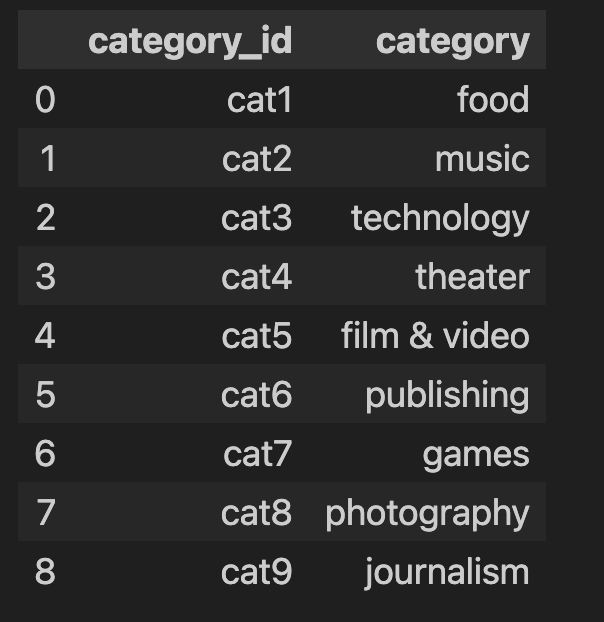 category_id category
0 cat1 food
1 cat2 music
2 cat3 technology
3 cat4 theater
4 cat5 film & video
5 cat6 publishing
6 cat7 games
7 cat8 photography
8 cat9 journalism